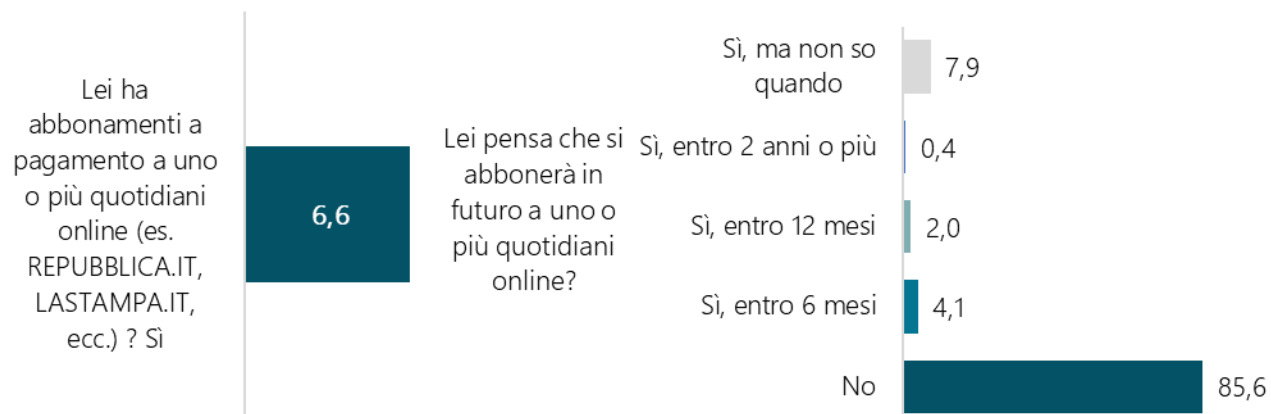 Lei ha
abbonamenti a
pagamento a uno
o più quotidiani
online (es.
REPUBBLICA.IT,
LASTAMPA.IT,
ecc.) ? Sì
6,6
Lei pensa che si
abbonerà in
futuro a uno o
più quotidiani
online?
Sì, ma non so
quando
7,9
Sì, entro 2 anni o più
0,4
Sì, entro 12 mesi
2,0
Sì, entro 6 mesi
4,1
No
85,6